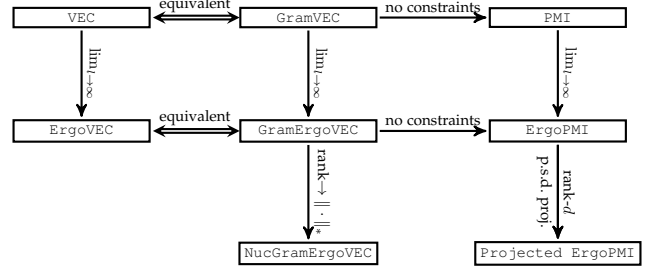 VEC equivalent GramVEC no constraints PMI
lim_{l→∞} lim_{l→∞} lim_{l→∞}
ErgoVEC equivalent GramErgoVEC no constraints ErgoPMI
rank→ ‖ · ‖_* rank-d
p.s.d. proj.
NucGramErgoVEC Projected ErgoPMI